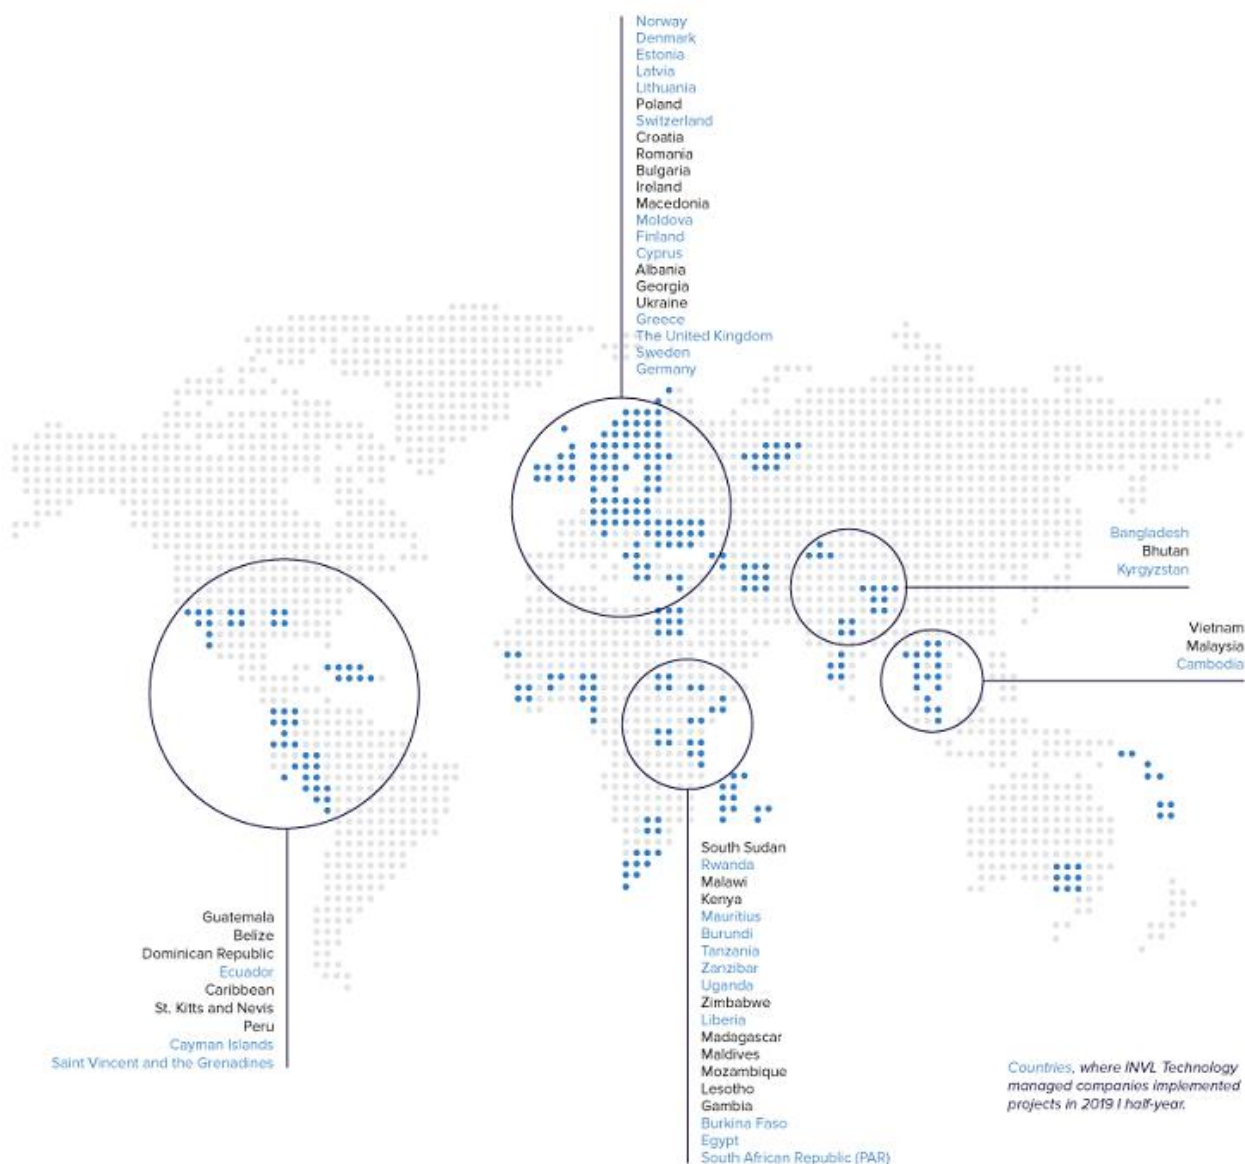 Norway
Denmark
Estonia
Latvia
Lithuania
Poland
Switzerland
Croatia
Romania
Bulgaria
Ireland
Macedonia
Moldova
Finland
Cyprus
Albania
Georgia
Ukraine
Greece
The United Kingdom
Sweden
Germany
Bangladesh
Bhutan
Kyrgyzstan
Vietnam
Malaysia
Cambodia
Guatemala
Belize
Dominican Republic
Ecuador
Caribbean
St. Kitts and Nevis
Peru
Cayman Islands
Saint Vincent and the Grenadines
South Sudan
Rwanda
Malawi
Kenya
Mauritius
Burundi
Tanzania
Zanzibar
Uganda
Zimbabwe
Liberia
Madagascar
Maldives
Mozambique
Lesotho
Gambia
Burkina Faso
Egypt
South African Republic (PAR)
Countries, where INVL Technology
managed companies implemented
projects in 2019 I half-year.